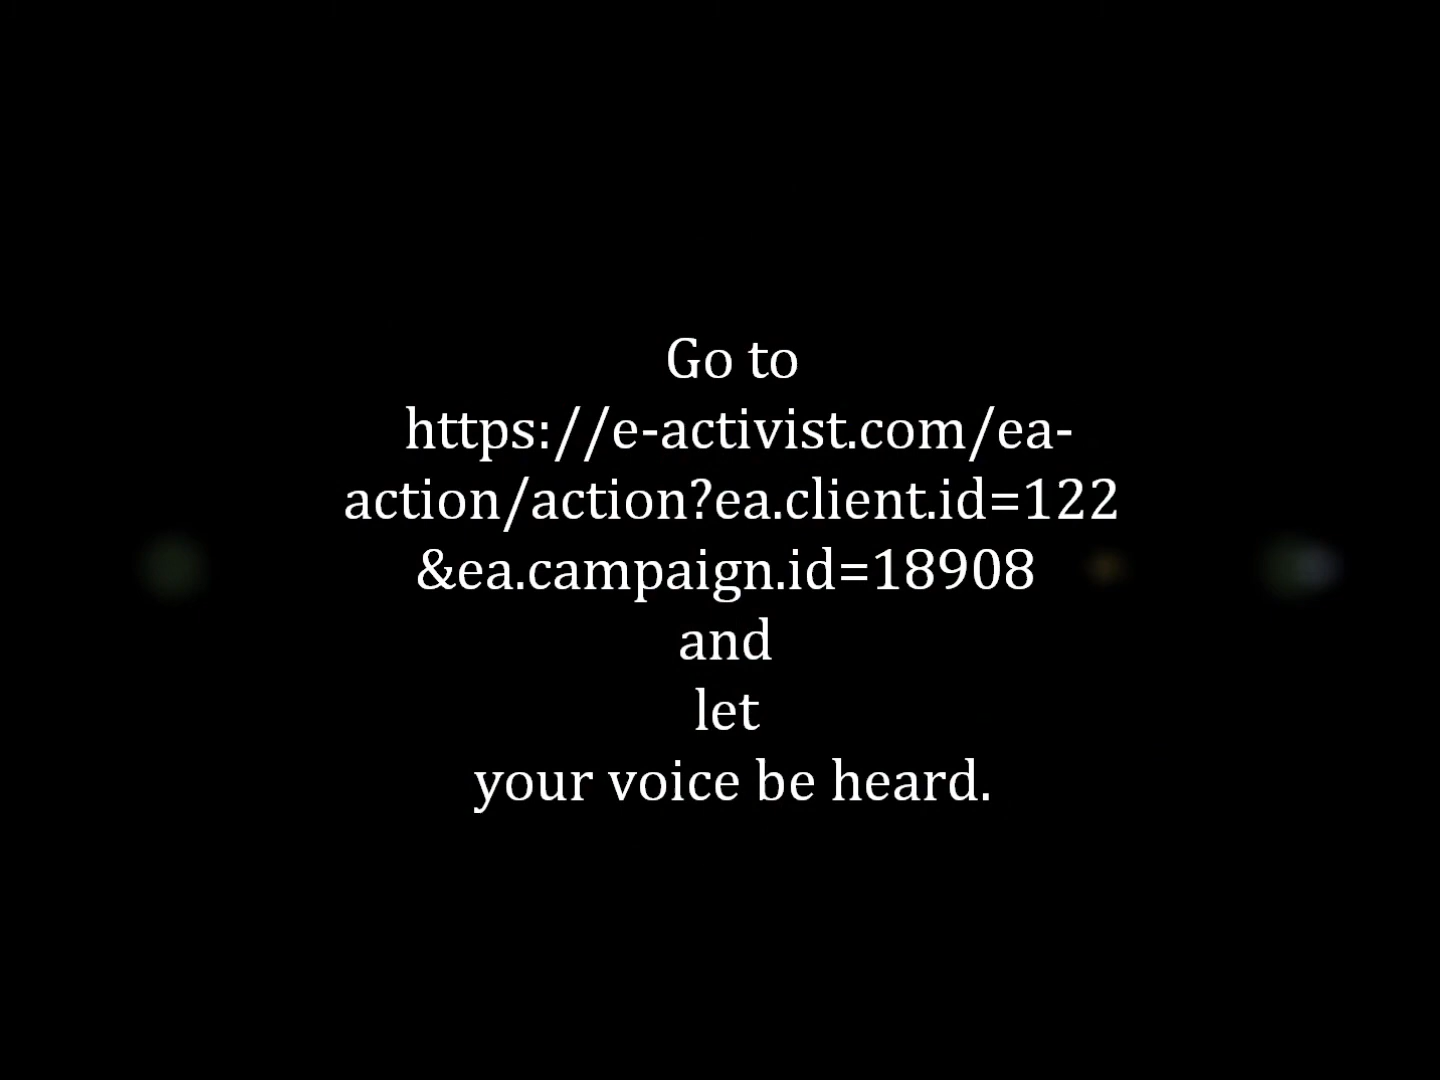 Go to
https://e-activist.com/ea-
action/action?ea.client.id=122
&ea.campaign.id=18908
and
let
your voice be heard.